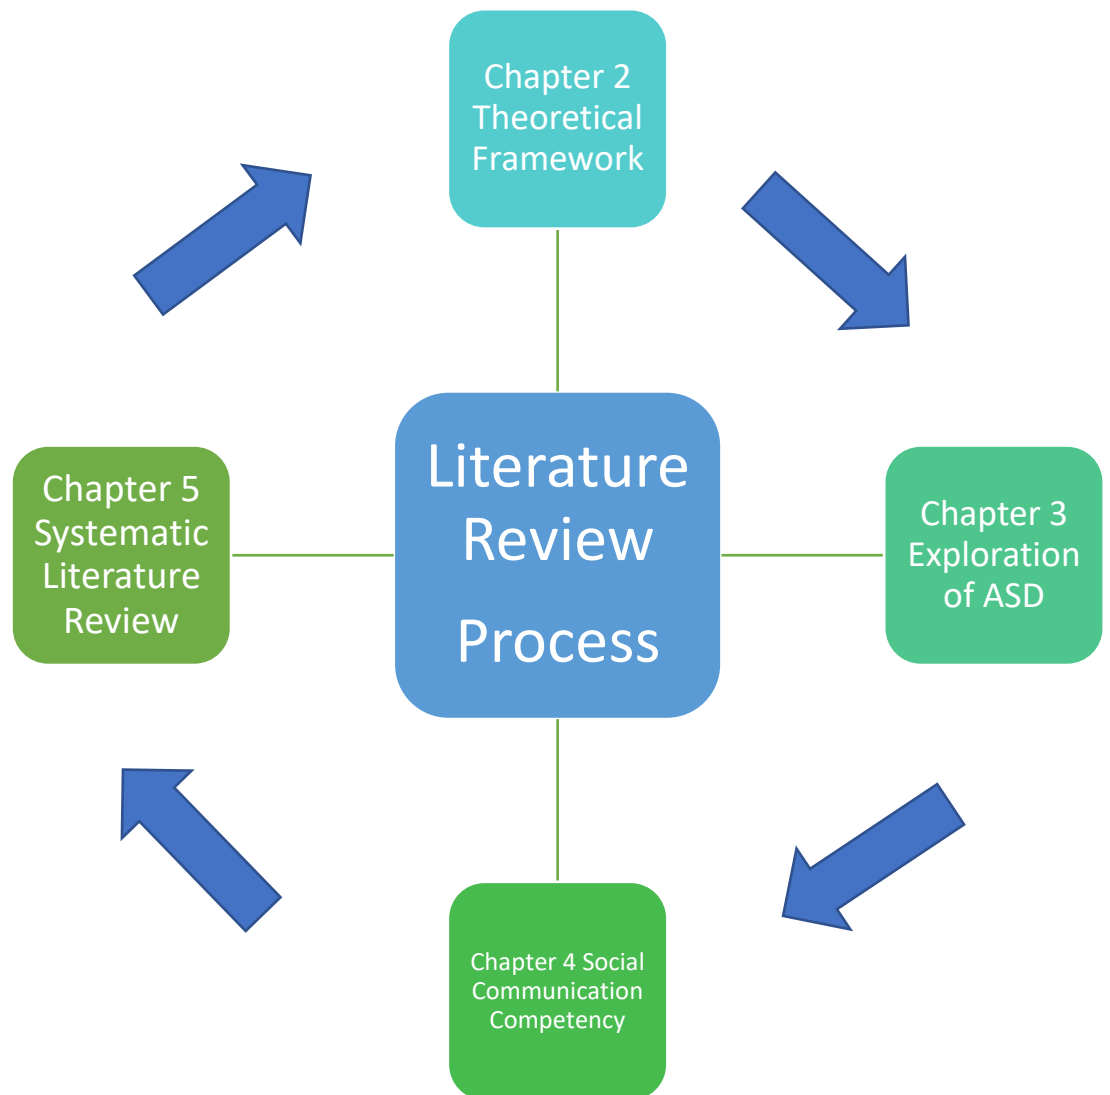 Chapter 2
Theoretical
Framework
Literature
Review
Process
Chapter 5
Systematic
Literature
Review
Chapter 3
Exploration
of ASD
Chapter 4 Social
Communication
Competency